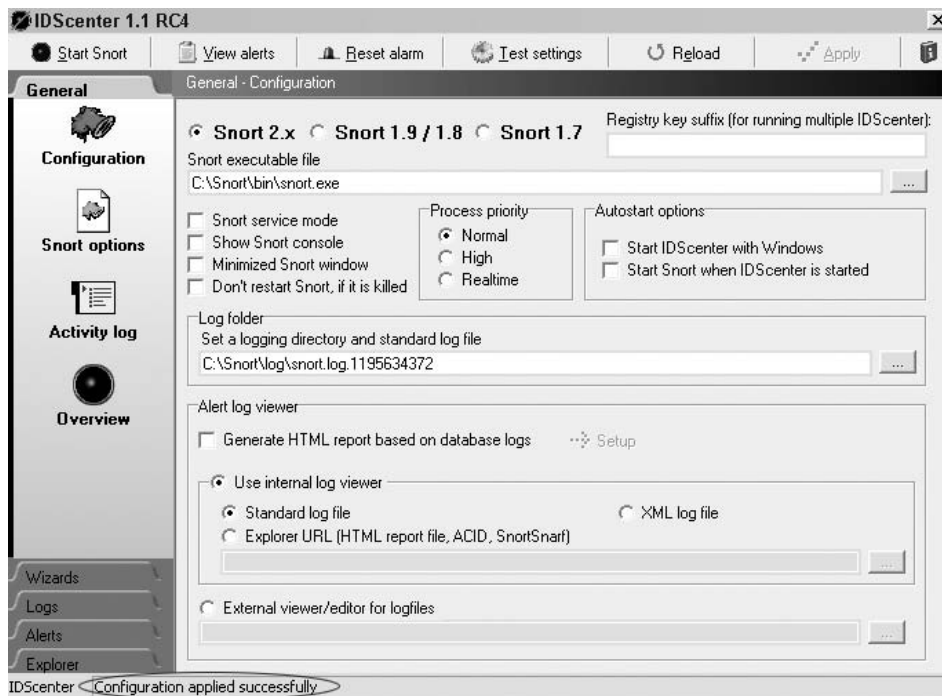 IDScenter 1.1 RC4
Start Snort View alerts Reset alarm Test settings Reload Apply
General
General - Configuration
Configuration
Snort options
Activity log
Overview
Wizards
Logs
Alerts
Explorer
Snort 2.x Snort 1.9 / 1.8 Snort 1.7
Registry key suffix (for running multiple IDScenter):
Snort executable file
C:\Snort\bin\snort.exe
...
Snort service mode
Show Snort console
Minimized Snort window
Don't restart Snort, if it is killed
Process priority
Normal
High
Realtime
Autostart options
Start IDScenter with Windows
Start Snort when IDScenter is started
Log folder
Set a logging directory and standard log file
C:\Snort\log\snort.log.1195634372
...
Alert log viewer
Generate HTML report based on database logs Setup
Use internal log viewer
Standard log file XML log file
Explorer URL (HTML report file, ACID, SnortSnarf)
...
External viewer/editor for logfiles
...
IDScenter Configuration applied successfully